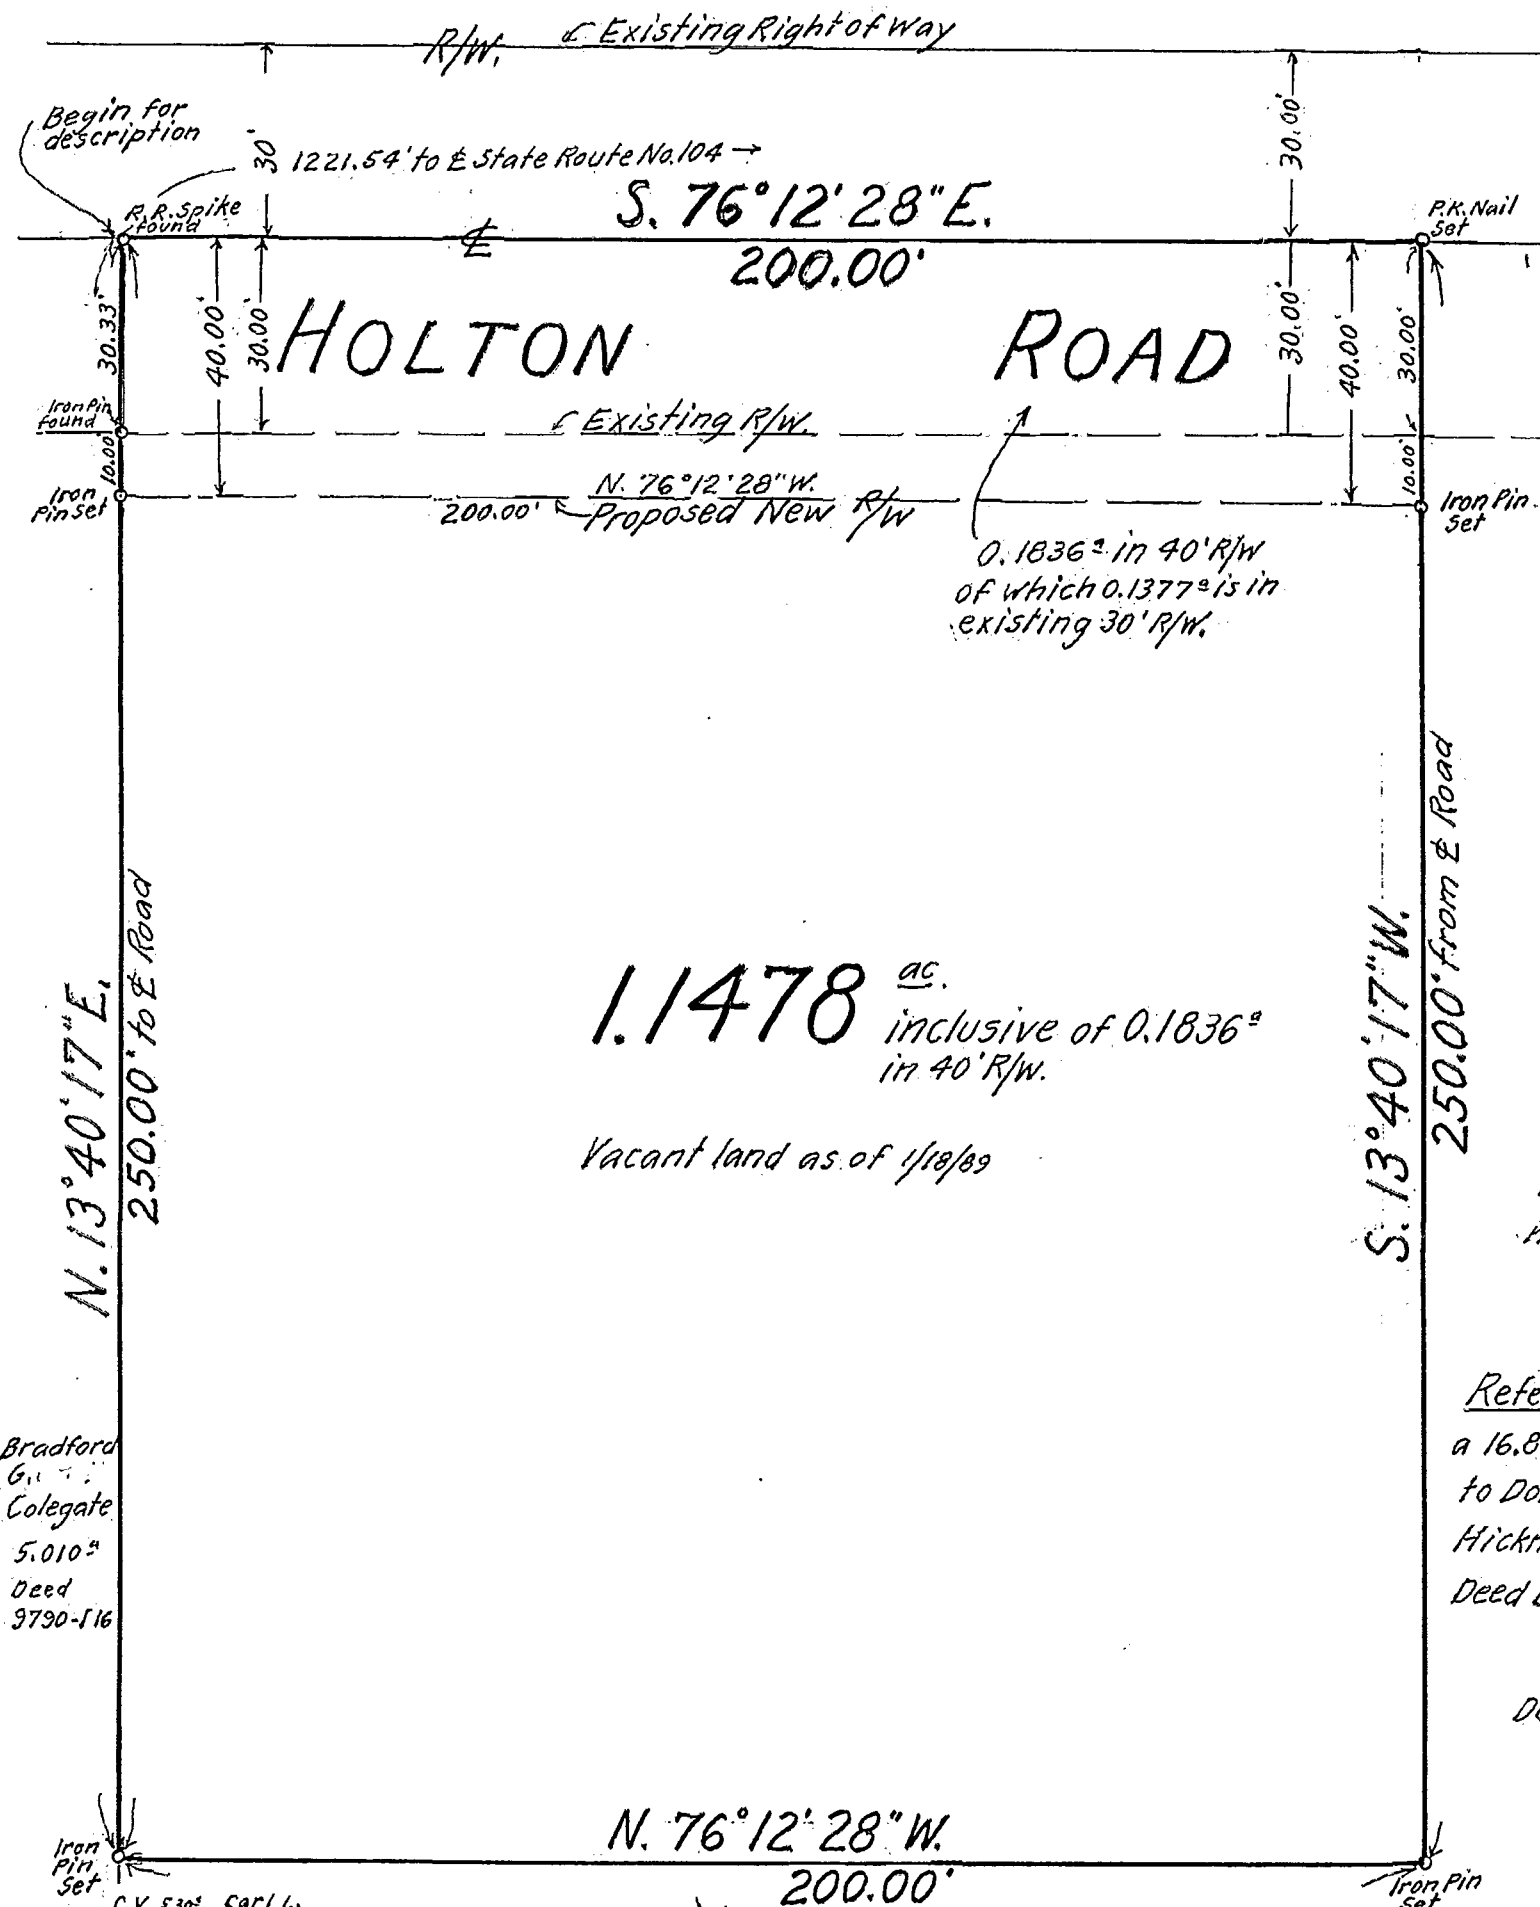 R/W. Existing Right of Way
Begin for
description
30'
1221.54' to ℄ State Route No. 104 →
30.00'
R.R. Spike
found
S. 76°12'28"E.
P.K. Nail
Set
℄
200.00'
30.33'
40.00'
30.00'
HOLTON ROAD
30.00'
40.00'
30.00'
Iron Pin
found
Existing R/W.
10.00'
10.00'
Iron
Pin set
N. 76°12'28"W.
200.00'
Proposed New R/W
Iron Pin
Set
0.1836ª in 40' R/W
of which 0.1377ª is in
existing 30' R/W.
N. 13°40'17"E.
250.00' to ℄ Road
1.1478 ac.
inclusive of 0.1836ª
in 40' R/W.
Vacant land as of 1/18/89
S. 13°40'17"W.
250.00' from ℄ Road
Refe
a 16.8
to Do
Hickn
Deed
Bradford
G.
Colegate
5.010ª
Deed
N. 76°12'28"W.
200.00'
Iron
Pin
Set
Iron Pin
Set